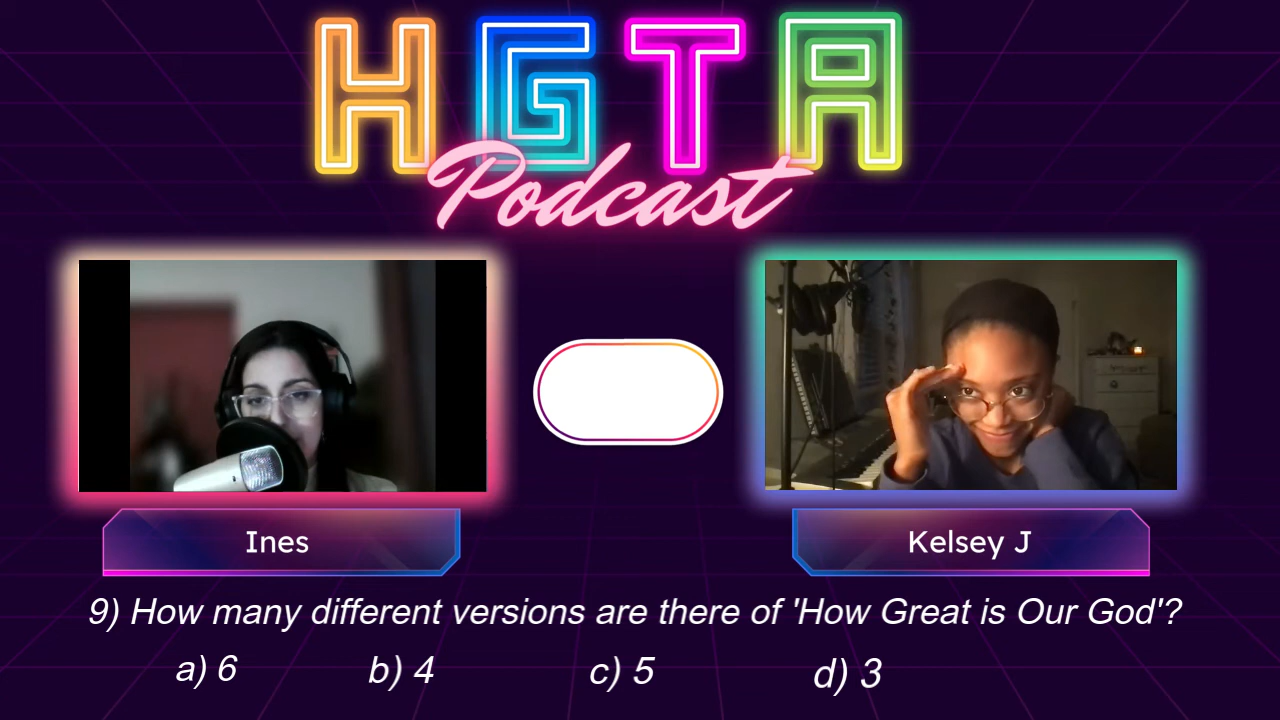 HGTA
Podcast
Ines
Kelsey J
9) How many different versions are there of 'How Great is Our God'?
a) 6 b) 4 c) 5 d) 3